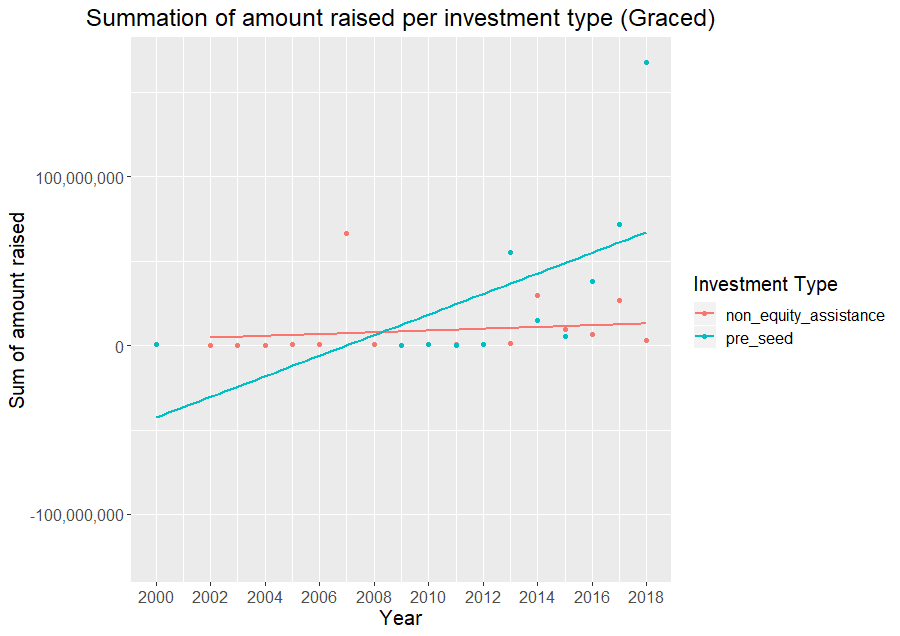 Summation of amount raised per investment type (Graced)
Sum of amount raised
100,000,000
0
-100,000,000
2000 2002 2004 2006 2008 2010 2012 2014 2016 2018
Year
Investment Type
non_equity_assistance
pre_seed